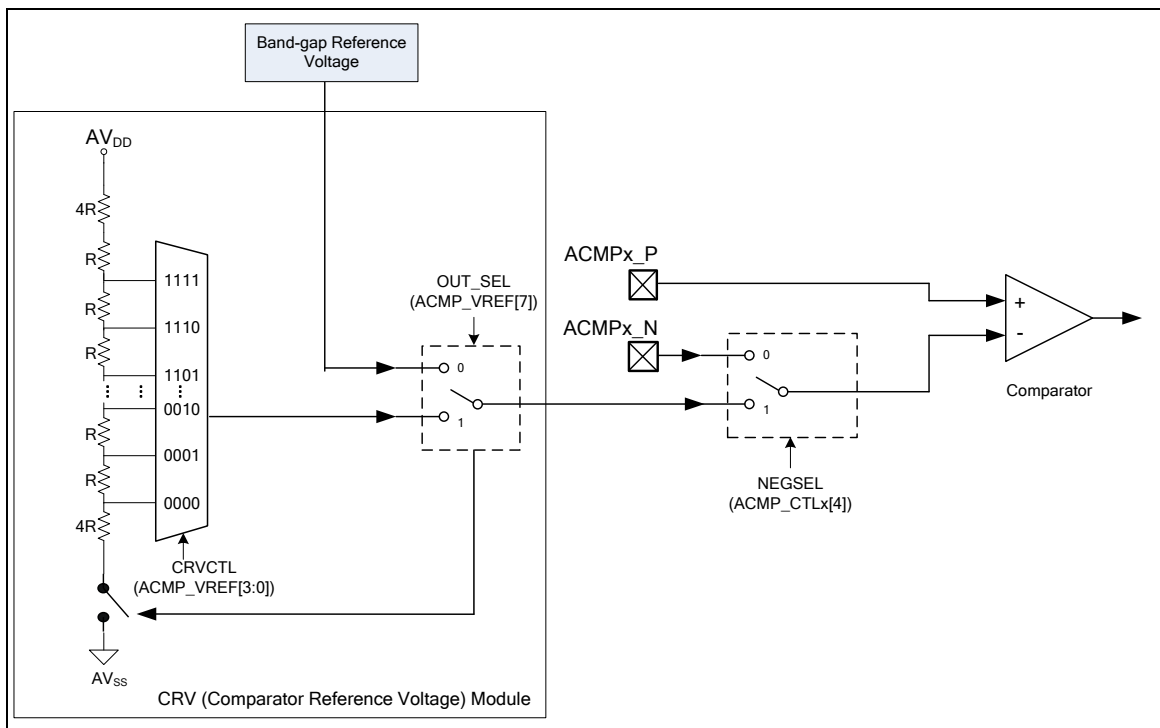 Band-gap Reference
Voltage
AVDD
4R
R
1111
R
1110
R
1101
⋮ ⋮ ⋮
0010
R
0001
R
0000
4R
CRVCTL
(ACMP_VREF[3:0])
AVSS
CRV (Comparator Reference Voltage) Module
OUT_SEL
(ACMP_VREF[7])
0
1
ACMPx_P
ACMPx_N
0
1
NEGSEL
(ACMP_CTLx[4])
+
-
Comparator